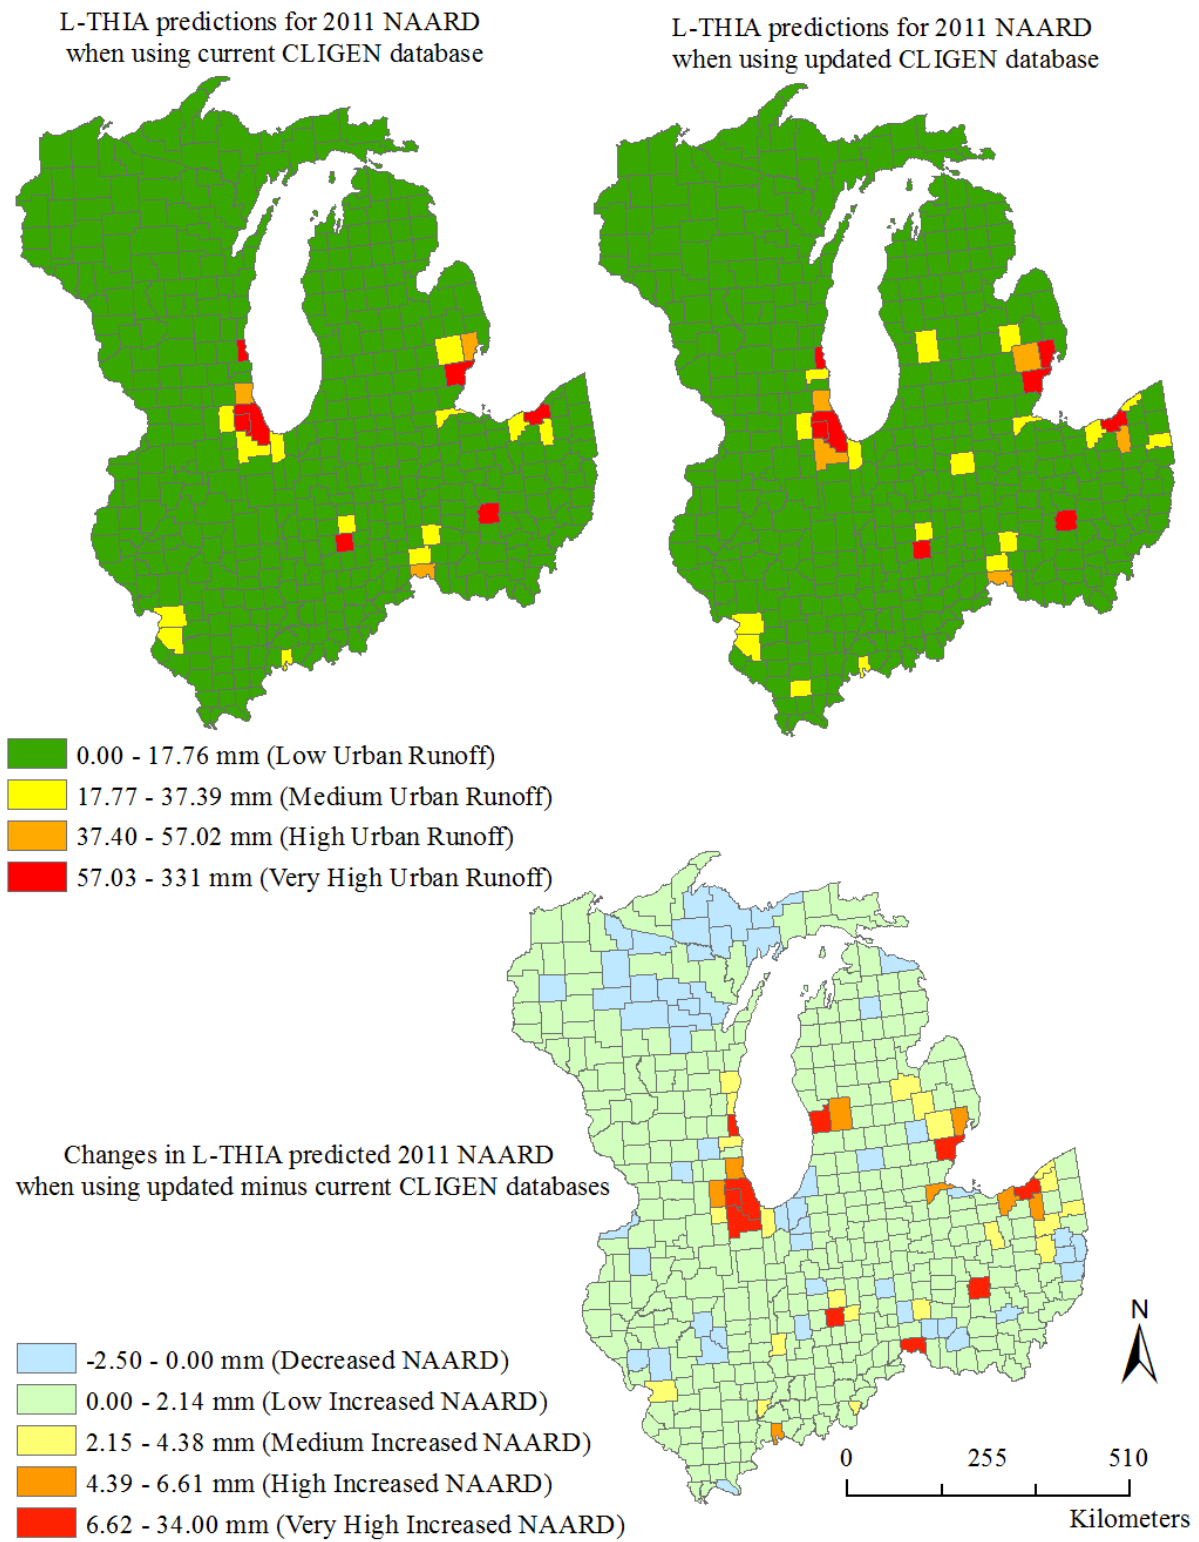 L-THIA predictions for 2011 NAARD
when using current CLIGEN database
L-THIA predictions for 2011 NAARD
when using updated CLIGEN database
0.00 - 17.76 mm (Low Urban Runoff)
17.77 - 37.39 mm (Medium Urban Runoff)
37.40 - 57.02 mm (High Urban Runoff)
57.03 - 331 mm (Very High Urban Runoff)
Changes in L-THIA predicted 2011 NAARD
when using updated minus current CLIGEN databases
-2.50 - 0.00 mm (Decreased NAARD)
0.00 - 2.14 mm (Low Increased NAARD)
2.15 - 4.38 mm (Medium Increased NAARD)
4.39 - 6.61 mm (High Increased NAARD)
6.62 - 34.00 mm (Very High Increased NAARD)
N
0 255 510
Kilometers